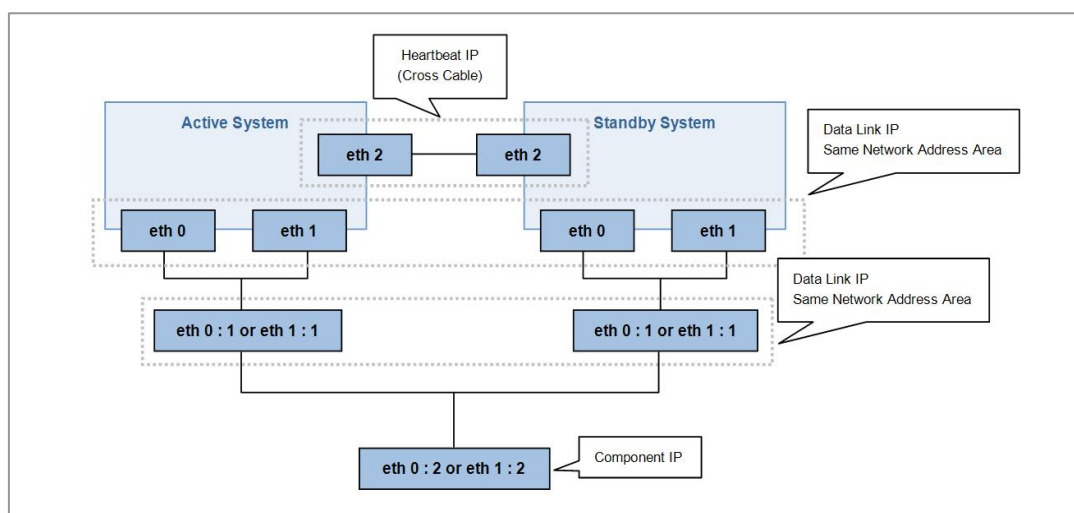 Heartbeat IP
(Cross Cable)
Active System
Standby System
eth 2
eth 2
Data Link IP
Same Network Address Area
eth 0
eth 1
eth 0
eth 1
Data Link IP
Same Network Address Area
eth 0 : 1 or eth 1 : 1
eth 0 : 1 or eth 1 : 1
eth 0 : 2 or eth 1 : 2
Component IP